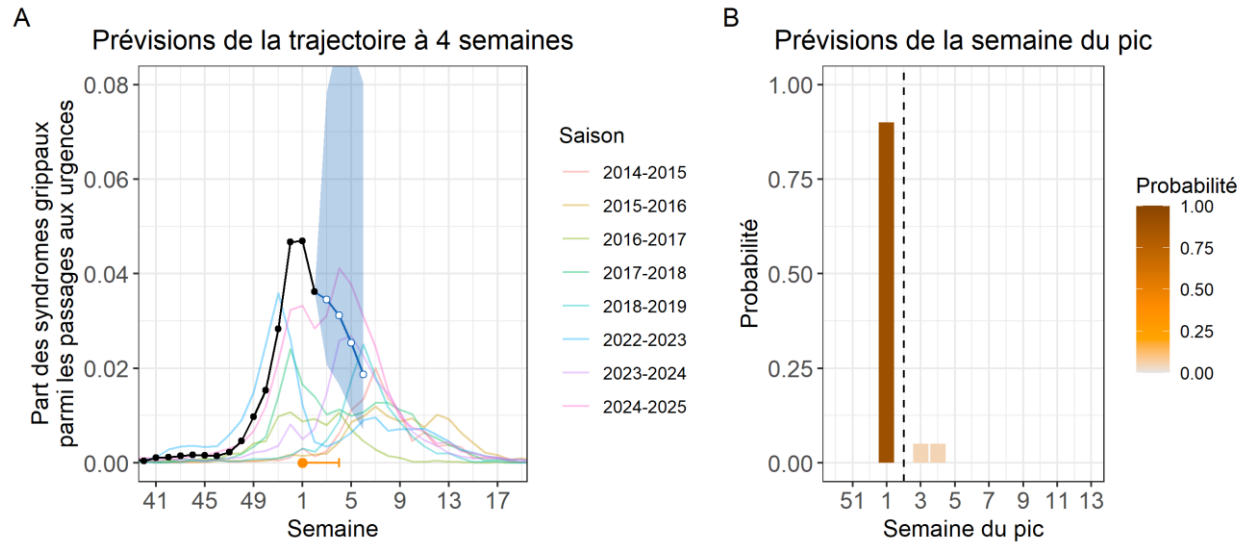 A
Prévisions de la trajectoire à 4 semaines
Part des syndromes grippaux
parmi les passages aux urgences
0.08
0.06
0.04
0.02
0.00
41 45 49 1 5 9 13 17
Semaine
Saison
2014-2015
2015-2016
2016-2017
2017-2018
2018-2019
2022-2023
2023-2024
2024-2025
B
Prévisions de la semaine du pic
Probabilité
1.00
0.75
0.50
0.25
0.00
51 1 3 5 7 9 11 13
Semaine du pic
Probabilité
1.00
0.75
0.50
0.25
0.00